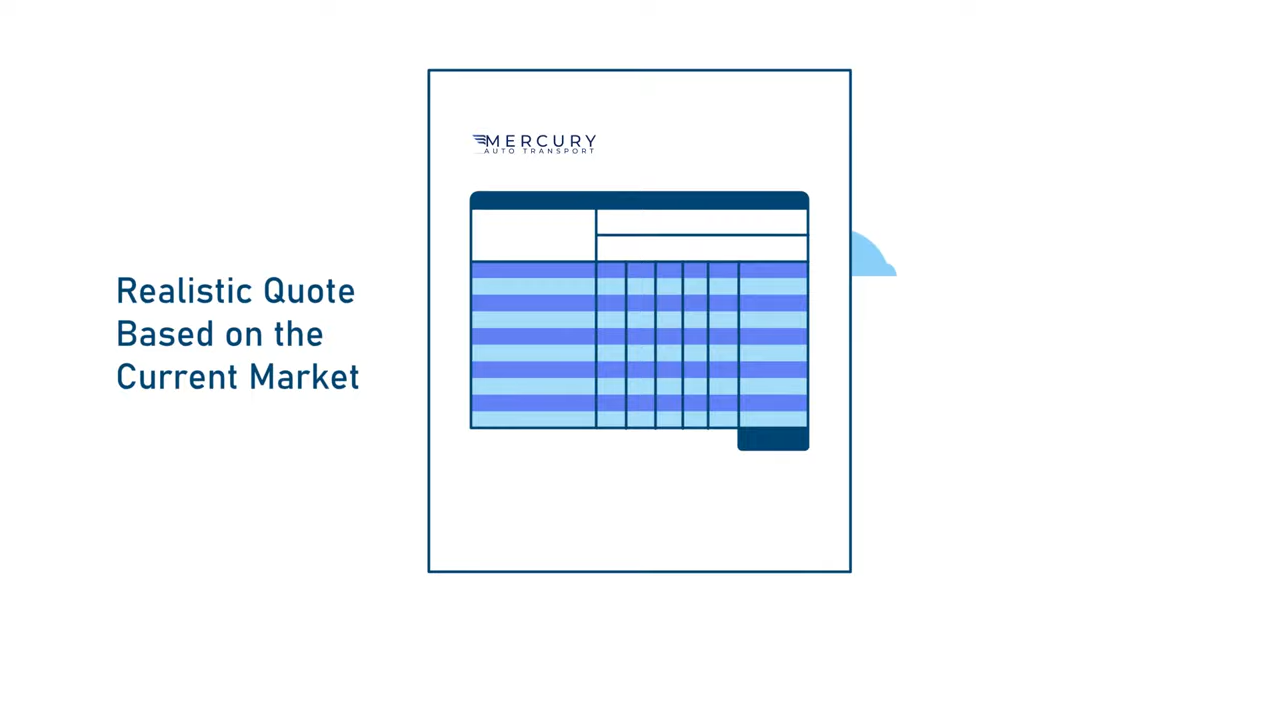 MERCURY
AUTO TRANSPORT
Realistic Quote
Based on the
Current Market